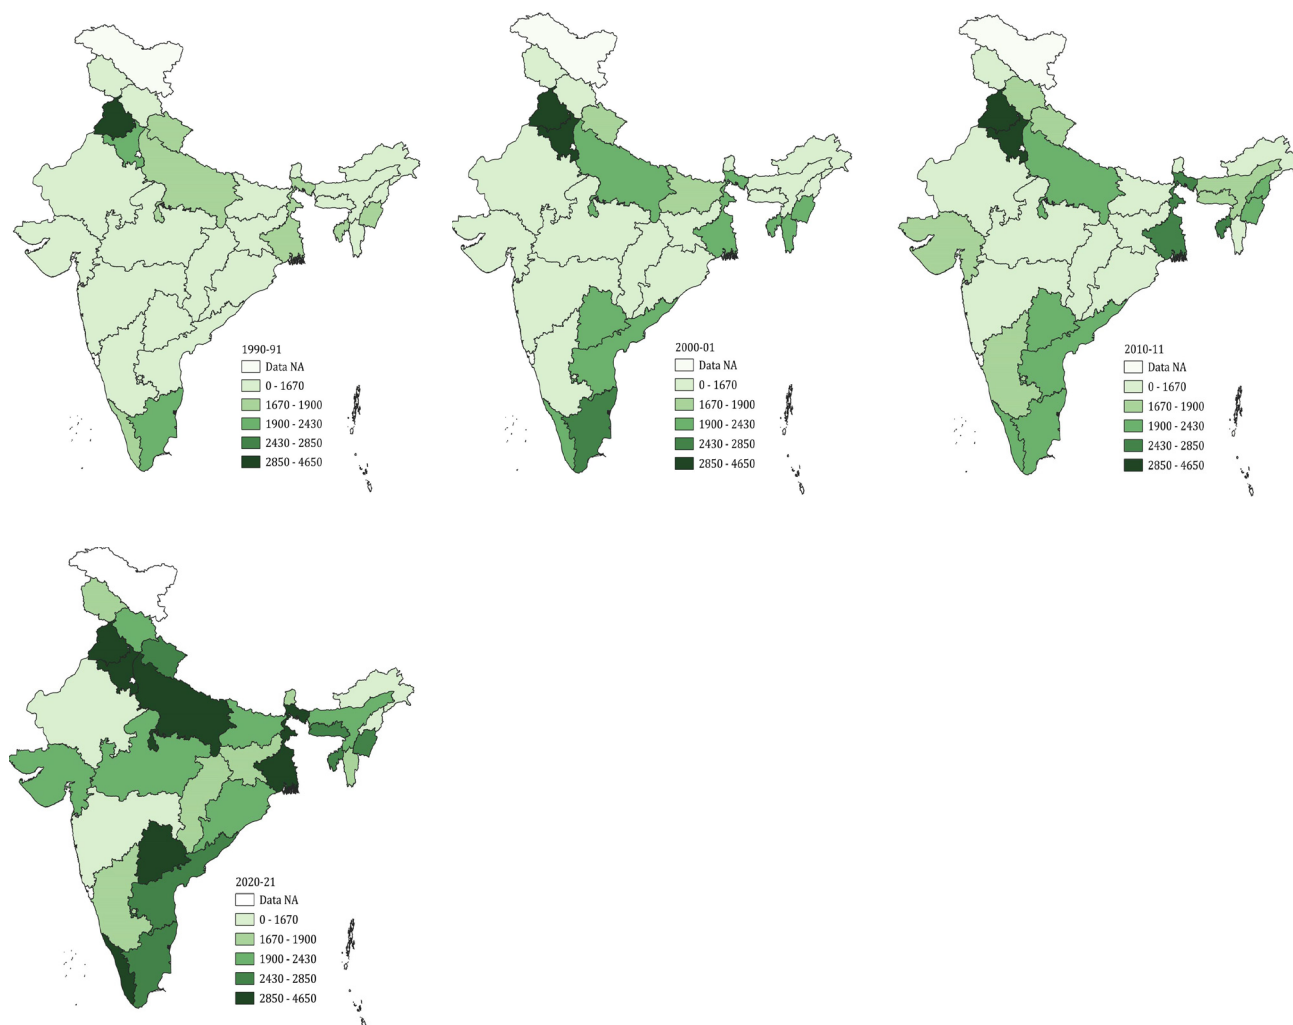 1990-91
Data NA
0 - 1670
1670 - 1900
1900 - 2430
2430 - 2850
2850 - 4650
2000-01
Data NA
0 - 1670
1670 - 1900
1900 - 2430
2430 - 2850
2850 - 4650
2010-11
Data NA
0 - 1670
1670 - 1900
1900 - 2430
2430 - 2850
2850 - 4650
2020-21
Data NA
0 - 1670
1670 - 1900
1900 - 2430
2430 - 2850
2850 - 4650